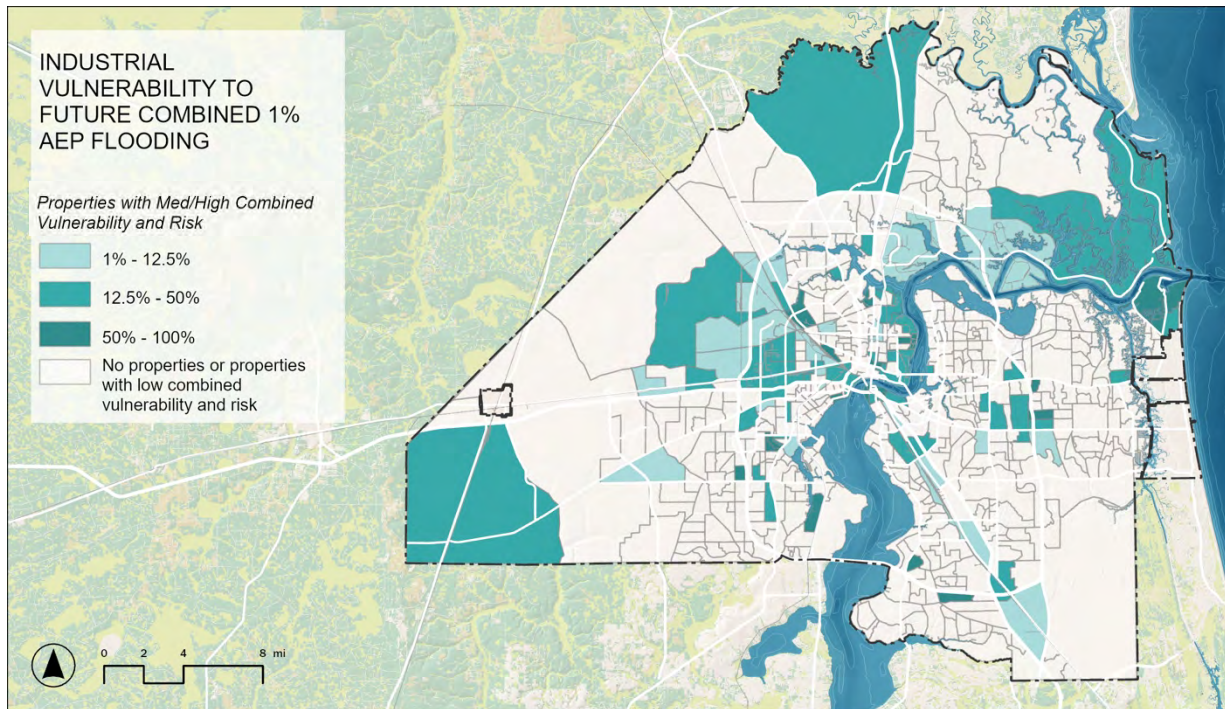 INDUSTRIAL
VULNERABILITY TO
FUTURE COMBINED 1%
AEP FLOODING
Properties with Med/High Combined
Vulnerability and Risk
1% - 12.5%
12.5% - 50%
50% - 100%
No properties or properties
with low combined
vulnerability and risk
0 2 4 8 mi